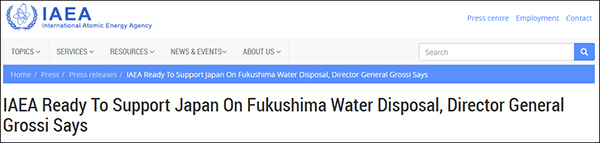 IAEA
International Atomic Energy Agency
Press centre Employment Contact
TOPICS SERVICES RESOURCES NEWS & EVENTS ABOUT US Search
Home / Press / Press releases / IAEA Ready To Support Japan On Fukushima Water Disposal, Director General Grossi Says
IAEA Ready To Support Japan On Fukushima Water Disposal, Director General
Grossi Says